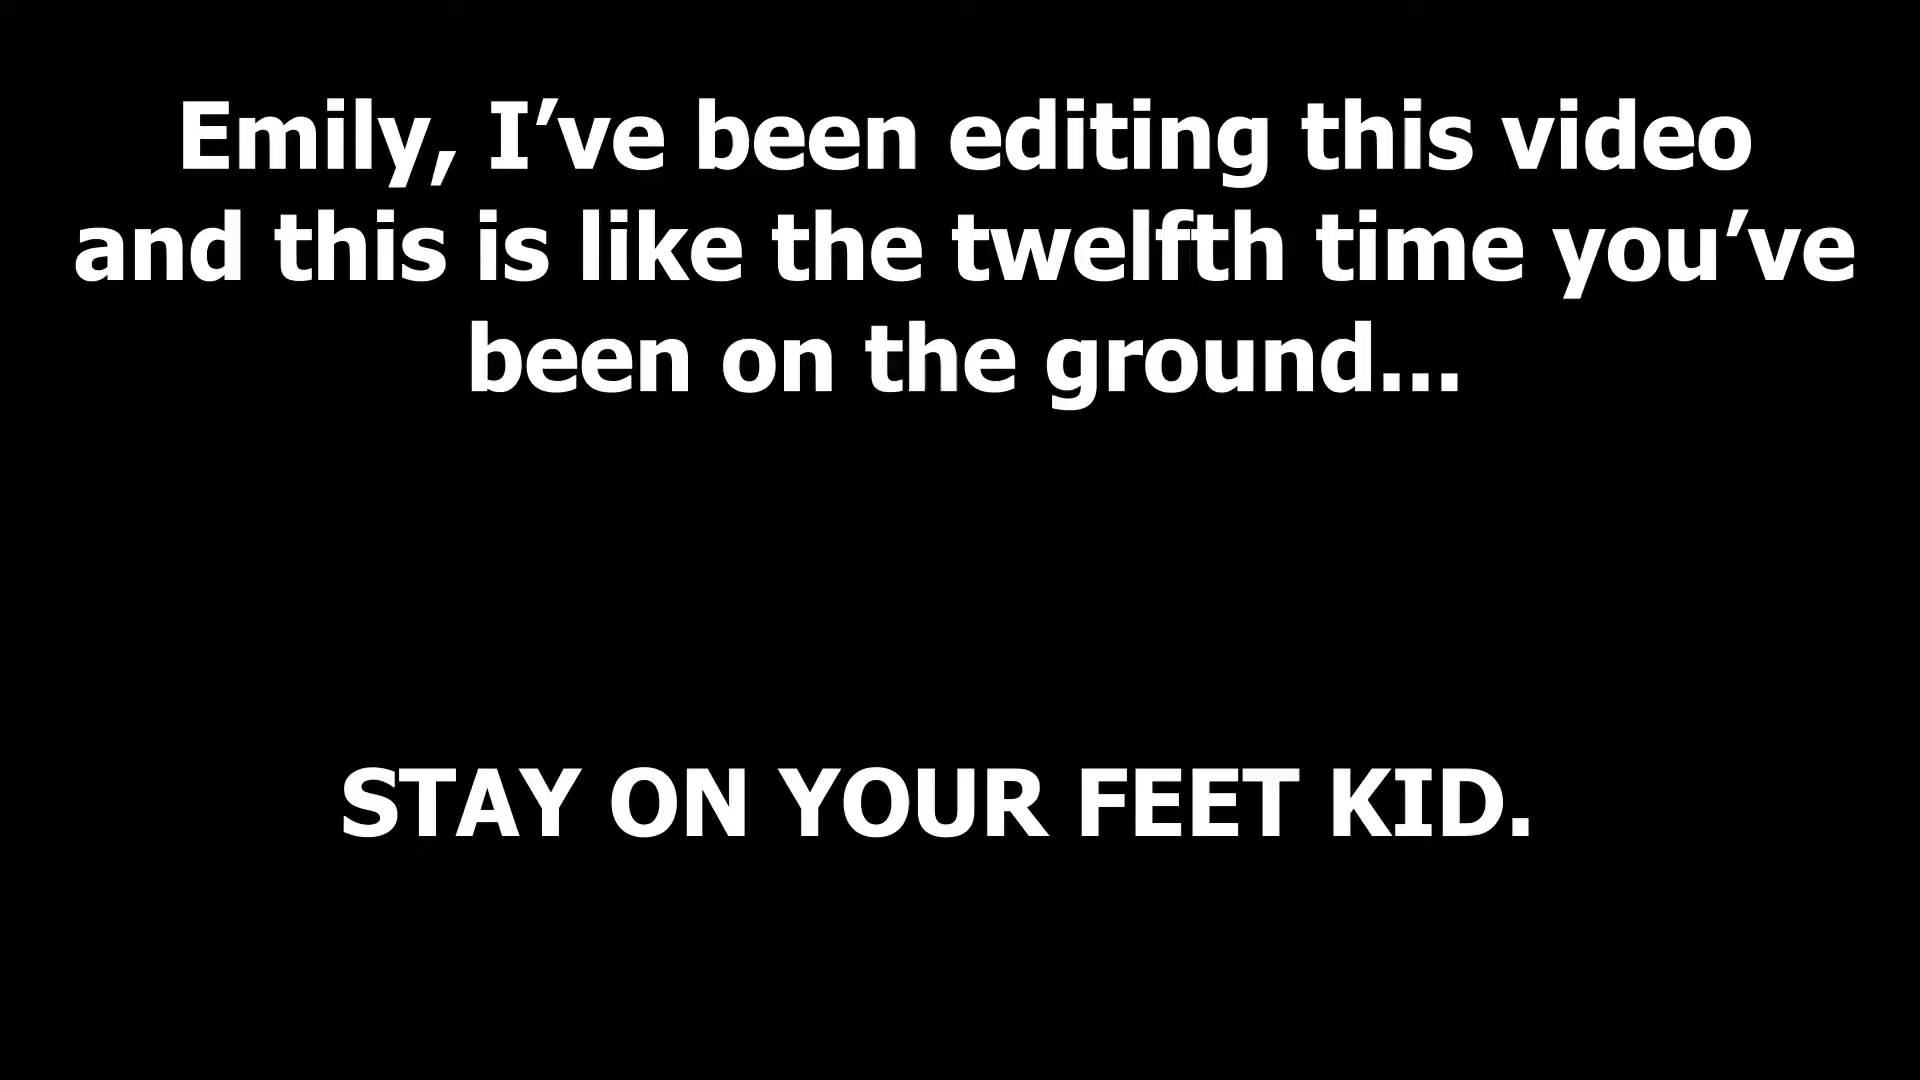 Emily, I’ve been editing this video
and this is like the twelfth time you’ve
been on the ground...
STAY ON YOUR FEET KID.